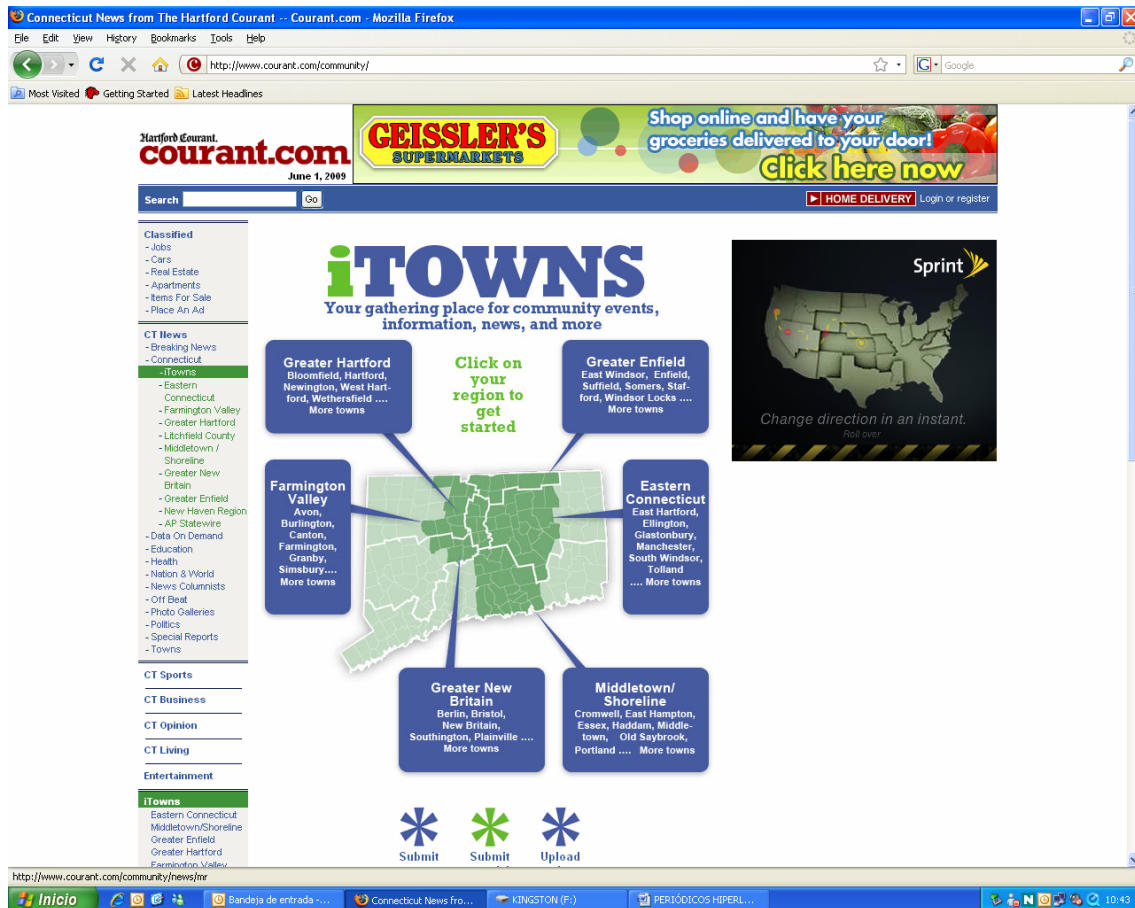 Connecticut News from The Hartford Courant -- Courant.com - Mozilla Firefox
File Edit View History Bookmarks Tools Help
http://www.courant.com/community/
G Google
Most Visited Getting Started Latest Headlines
Hartford Courant.
courant.com
June 1, 2009
GEISSLER'S
SUPERMARKETS
Shop online and have your
groceries delivered to your door!
Click here now
Search Go
HOME DELIVERY Login or register
Classified
- Jobs
- Cars
- Real Estate
- Apartments
- Items For Sale
- Place An Ad
CT News
- Breaking News
- Connecticut
- iTowns
- Eastern
Connecticut
- Farmington Valley
- Greater Hartford
- Litchfield County
- Middletown /
Shoreline
- Greater New
Britain
- Greater Enfield
- New Haven Region
- AP Statewire
- Data On Demand
- Education
- Health
- Nation & World
- News Columnists
- Off Beat
- Photo Galleries
- Politics
- Special Reports
- Towns
CT Sports
CT Business
CT Opinion
CT Living
Entertainment
iTowns
Eastern Connecticut
Middletown/Shoreline
Greater Enfield
Greater Hartford
Farmington Valley
iTOWNS
Your gathering place for community events,
information, news, and more
Greater Hartford
Bloomfield, Hartford,
Newington, West Hart-
ford, Wethersfield ....
More towns
Click on
your
region to
get
started
Greater Enfield
East Windsor, Enfield,
Suffield, Somers, Staf-
ford, Windsor Locks ....
More towns
Farmington
Valley
Avon,
Burlington,
Canton,
Farmington,
Granby,
Simsbury....
More towns
Eastern
Connecticut
East Hartford,
Ellington,
Glastonbury,
Manchester,
South Windsor,
Tolland
.... More towns
Greater New
Britain
Berlin, Bristol,
New Britain,
Southington, Plainville ....
More towns
Middletown/
Shoreline
Cromwell, East Hampton,
Essex, Haddam, Middle-
town, Old Saybrook,
Portland .... More towns
Submit Submit Upload
Sprint
Change direction in an instant.
Roll over
http://www.courant.com/community/news/mr
Inicio Bandeja de entrada -... Connecticut News fro... KINGSTON (F:) PERIÓDICOS HIPERL... 10:43